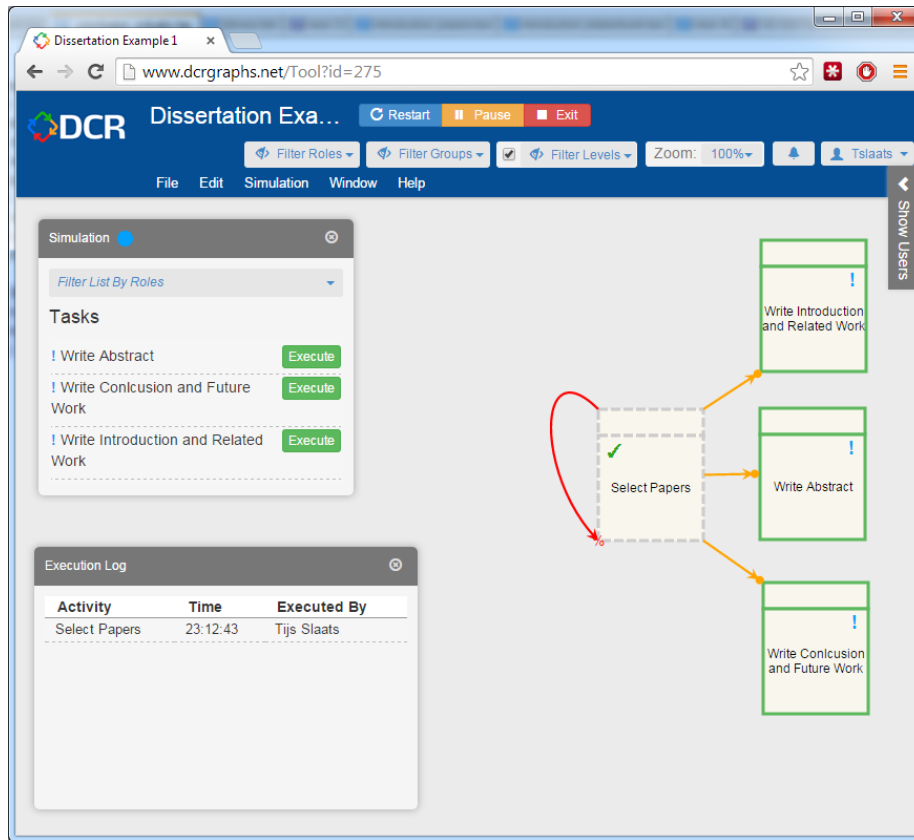 Dissertation Example 1
www.dcrgraphs.net/Tool?id=275
DCR
Dissertation Exa...
Restart
Pause
Exit
Filter Roles
Filter Groups
Filter Levels
Zoom: 100%
Tslaats
File Edit Simulation Window Help
Show Users
Simulation
Filter List By Roles
Tasks
! Write Abstract
Execute
! Write Conlcusion and Future
Work
Execute
! Write Introduction and Related
Work
Execute
Execution Log
Activity Time Executed By
Select Papers 23:12:43 Tijs Slaats
!
Write Introduction
and Related Work
Select Papers
%
!
Write Abstract
!
Write Conlcusion
and Future Work